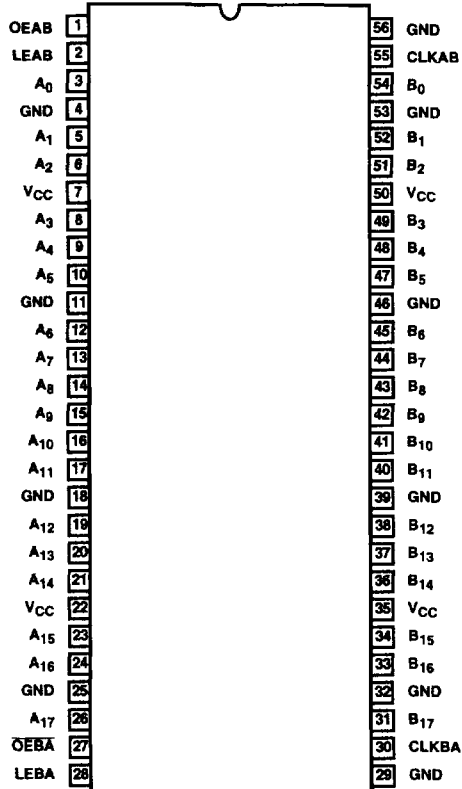 OEAB 1 56 GND
LEAB 2 55 CLKAB
A0 3 54 B0
GND 4 53 GND
A1 5 52 B1
A2 6 51 B2
VCC 7 50 VCC
A3 8 49 B3
A4 9 48 B4
A5 10 47 B5
GND 11 46 GND
A6 12 45 B6
A7 13 44 B7
A8 14 43 B8
A9 15 42 B9
A10 16 41 B10
A11 17 40 B11
GND 18 39 GND
A12 19 38 B12
A13 20 37 B13
A14 21 36 B14
VCC 22 35 VCC
A15 23 34 B15
A16 24 33 B16
GND 25 32 GND
A17 26 31 B17
O̅E̅B̅A̅ 27 30 CLKBA
LEBA 28 29 GND